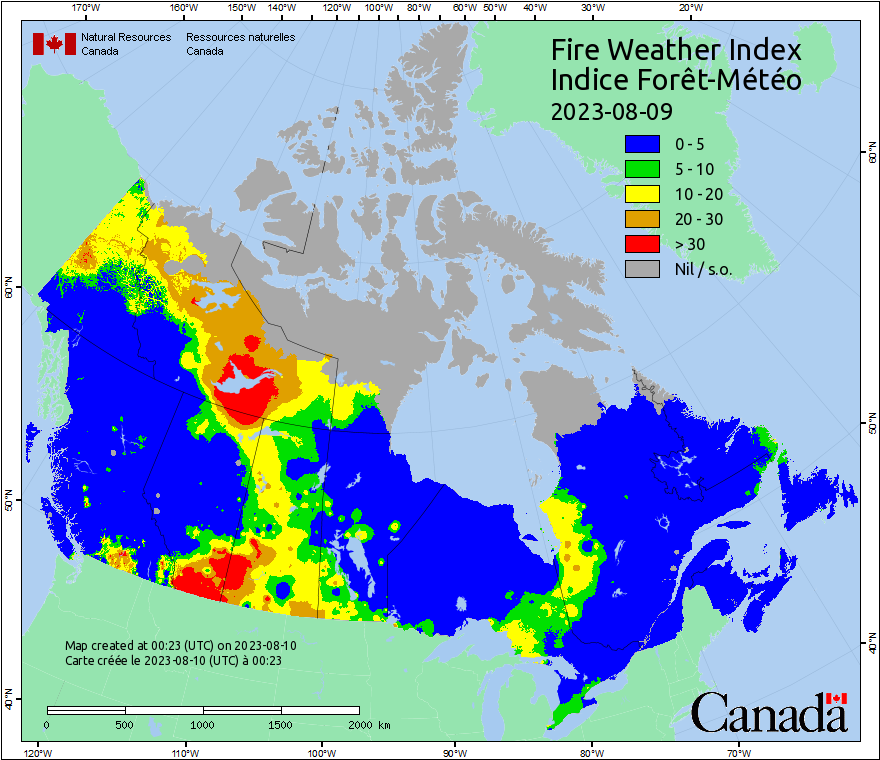 170°W 160°W 150°W 140°W 120°W 100°W 80°W 60°W 50°W 40°W 30°W 20°W
Natural Resources Ressources naturelles
Canada Canada
Fire Weather Index
Indice Forêt-Météo
2023-08-09
0 - 5
5 - 10
10 - 20
20 - 30
> 30
Nil / s.o.
60°N
60°N
50°N
50°N
40°N
40°N
Map created at 00:23 (UTC) on 2023-08-10
Carte créée le 2023-08-10 (UTC) à 00:23
0 500 1000 1500 2000 km
Canada
120°W 110°W 100°W 90°W 80°W 70°W